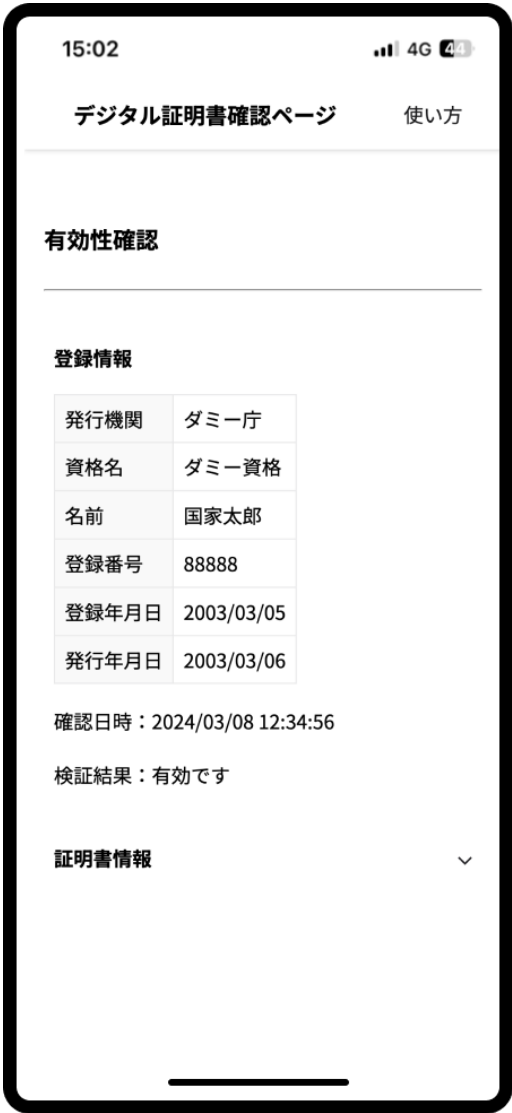 15:02 4G 44
デジタル証明書確認ページ 使い方
有効性確認
登録情報
発行機関 ダミー庁
資格名 ダミー資格
名前 国家太郎
登録番号 88888
登録年月日 2003/03/05
発行年月日 2003/03/06
確認日時：2024/03/08 12:34:56
検証結果：有効です
証明書情報